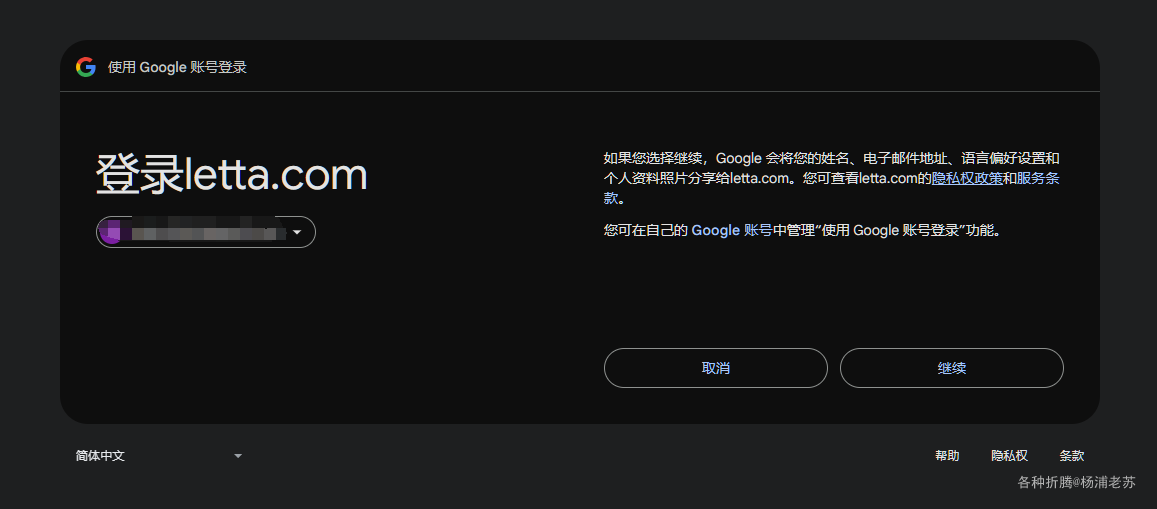 使用 Google 账号登录
登录letta.com
如果您选择继续，Google 会将您的姓名、电子邮件地址、语言偏好设置和
个人资料照片分享给letta.com。您可查看letta.com的隐私权政策和服务条
款。
您可在自己的 Google 账号中管理“使用 Google 账号登录”功能。
取消
继续
简体中文
帮助
隐私权
条款
各种折腾@杨浦老苏